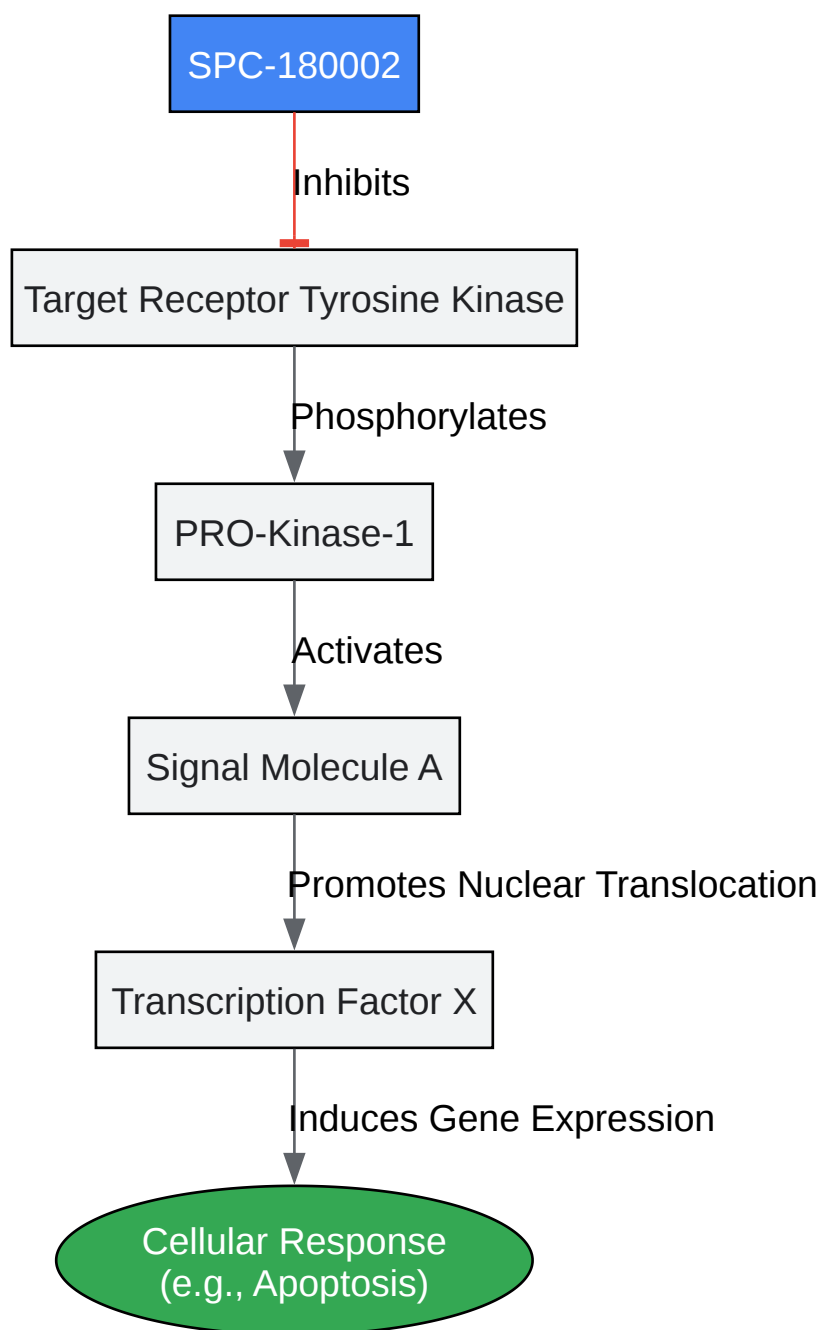 SPC-180002
Inhibits
Target Receptor Tyrosine Kinase
Phosphorylates
PRO-Kinase-1
Activates
Signal Molecule A
Promotes Nuclear Translocation
Transcription Factor X
Induces Gene Expression
Cellular Response
(e.g., Apoptosis)